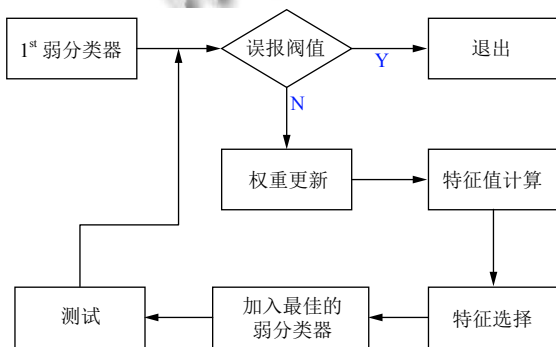 1st 弱分类器
误报阀值
退出
Y
N
权重更新
特征值计算
测试
加入最佳的
弱分类器
特征选择